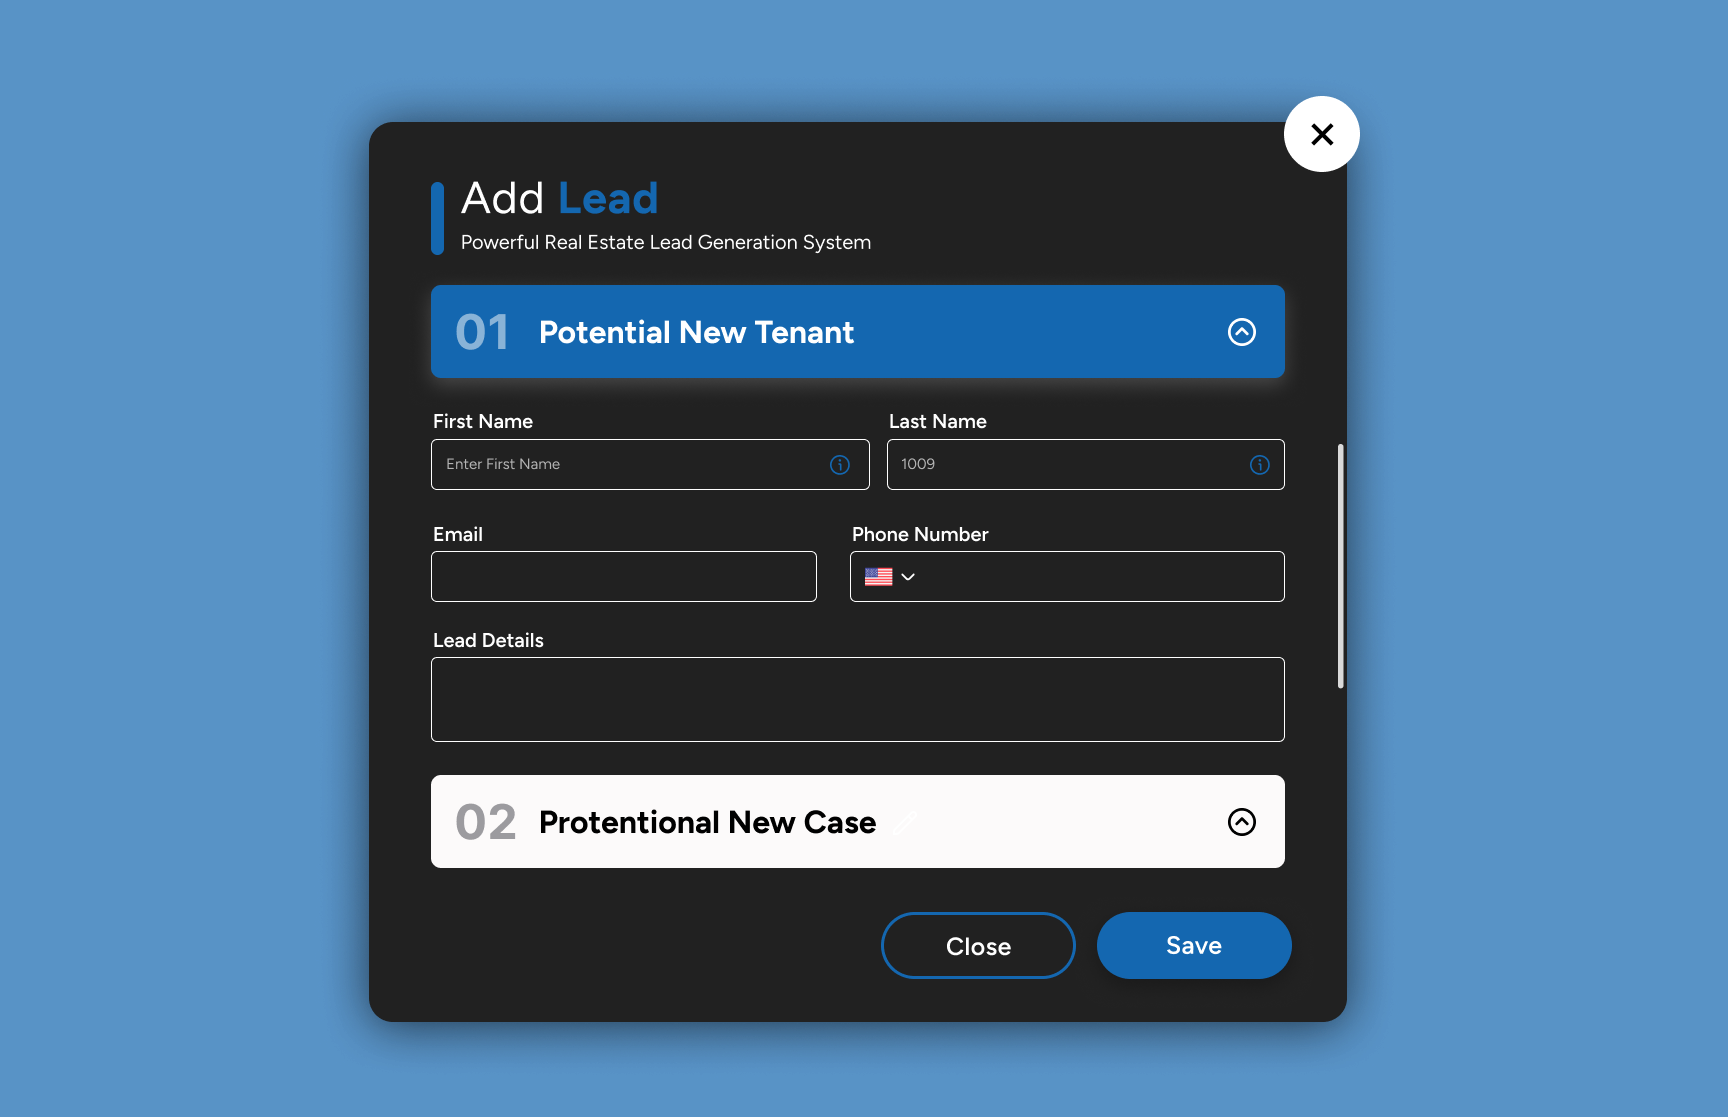 Add Lead
Powerful Real Estate Lead Generation System
01 Potential New Tenant
First Name Last Name
Enter First Name 1009
Email Phone Number
Lead Details
02 Protentional New Case
Close Save